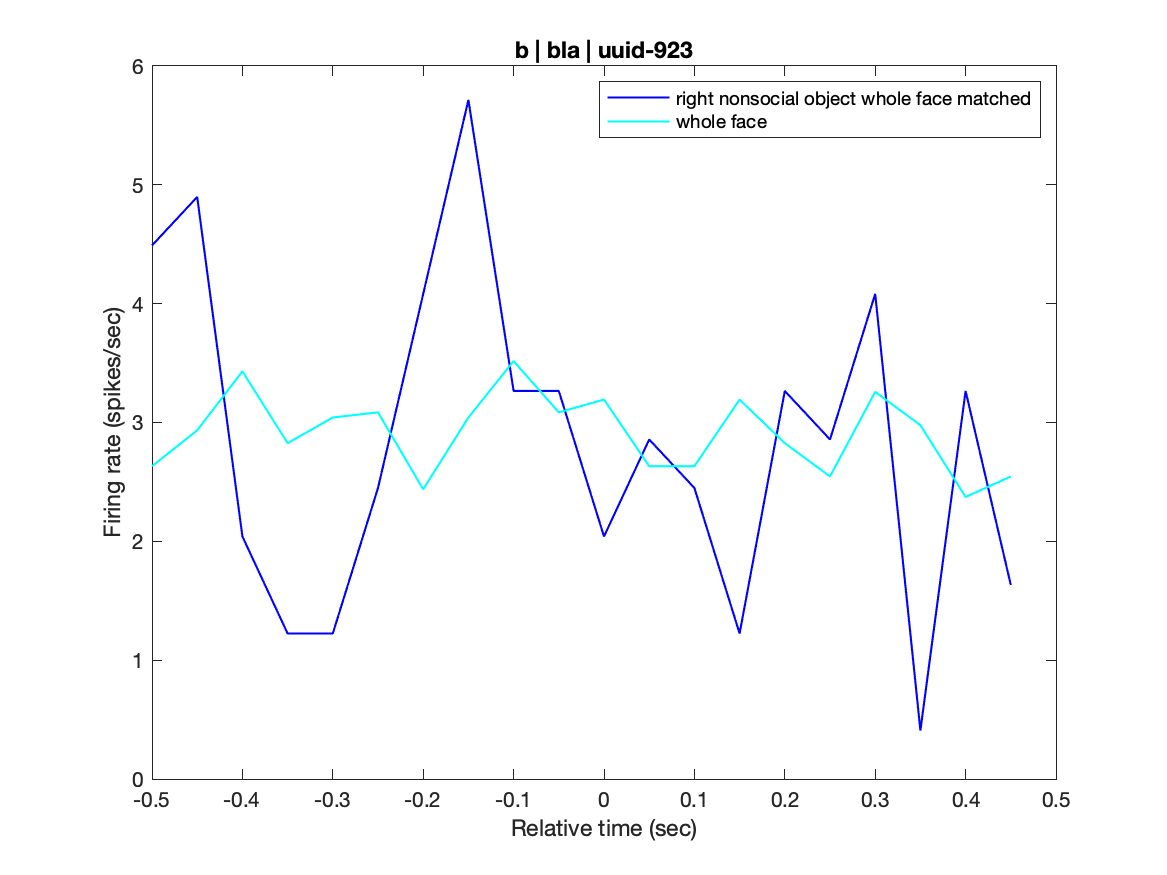 b | bla | uuid-923
right nonsocial object whole face matched
whole face
6
5
4
3
2
1
0
Firing rate (spikes/sec)
-0.5 -0.4 -0.3 -0.2 -0.1 0 0.1 0.2 0.3 0.4 0.5
Relative time (sec)